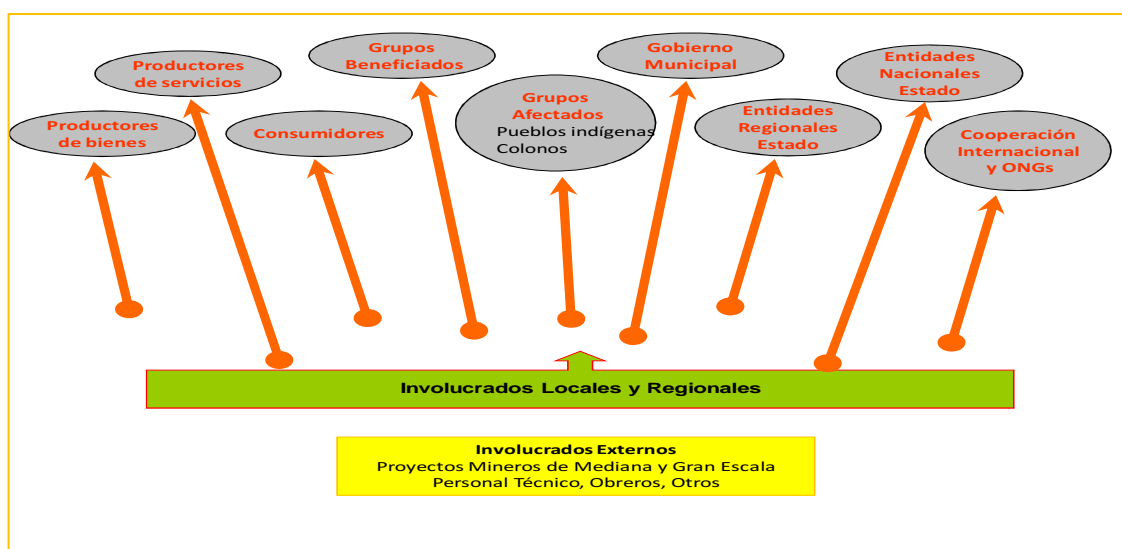 Productores
de bienes
Productores
de servicios
Consumidores
Grupos
Beneficiados
Grupos
Afectados
Pueblos indígenas
Colonos
Gobierno
Municipal
Entidades
Regionales
Estado
Entidades
Nacionales
Estado
Cooperación
Internacional
y ONGs
Involucrados Locales y Regionales
Involucrados Externos
Proyectos Mineros de Mediana y Gran Escala
Personal Técnico, Obreros, Otros